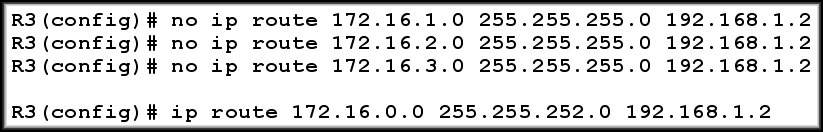 R3(config)# no ip route 172.16.1.0 255.255.255.0 192.168.1.2
R3(config)# no ip route 172.16.2.0 255.255.255.0 192.168.1.2
R3(config)# no ip route 172.16.3.0 255.255.255.0 192.168.1.2
R3(config)# ip route 172.16.0.0 255.255.252.0 192.168.1.2